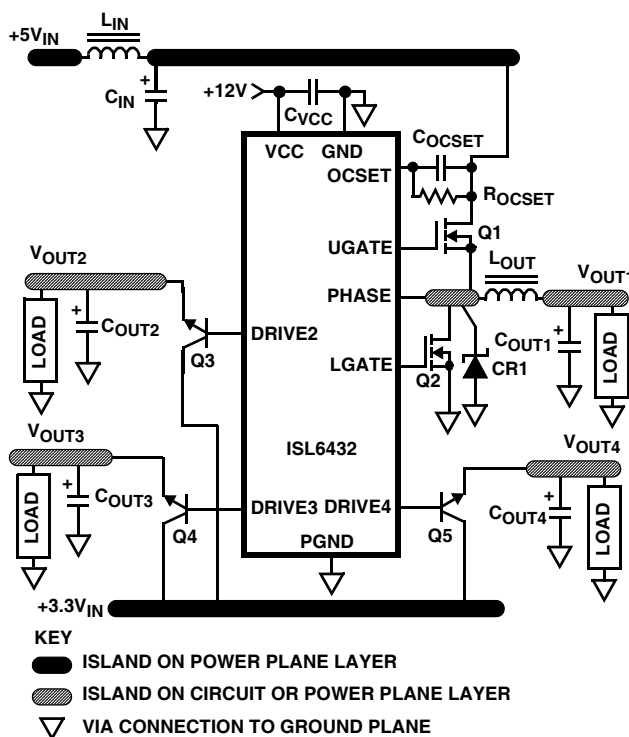 +5VIN
LIN
CIN
+
+12V
CVCC
VCC
GND
OCSET
COCSET
ROCSET
UGATE
Q1
PHASE
LOUT
VOUT1
LGATE
Q2
CR1
COUT1
+
LOAD
VOUT2
LOAD
+
COUT2
Q3
DRIVE2
ISL6432
VOUT3
LOAD
+
COUT3
Q4
DRIVE3
DRIVE4
Q5
VOUT4
COUT4
+
LOAD
PGND
+3.3VIN
KEY
ISLAND ON POWER PLANE LAYER
ISLAND ON CIRCUIT OR POWER PLANE LAYER
VIA CONNECTION TO GROUND PLANE